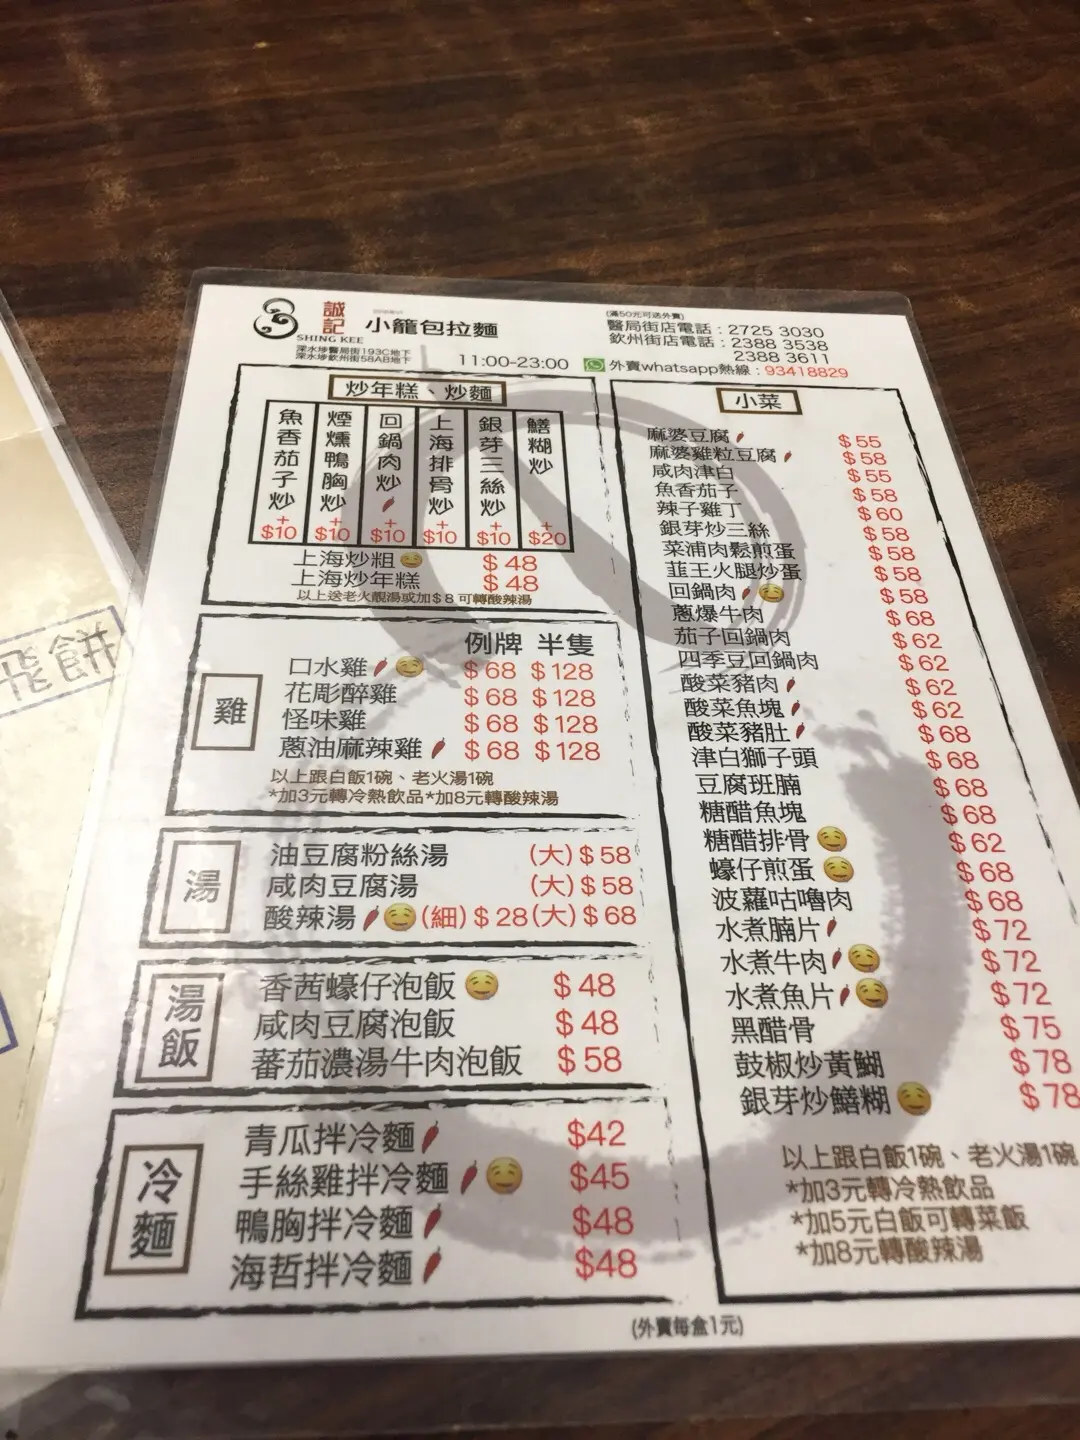 誠記
SHING KEE
小籠包拉麵
深水埗醫局街193C地下
深水埗欽州街58AB地下
11:00-23:00
(滿50元可送外賣)
醫局街店電話：2725 3030
欽州街店電話：2388 3538
2388 3611
外賣whatsapp熱線：93418829
炒年糕、炒麵
魚香茄子炒 +$10
煙燻鴨胸炒 +$10
回鍋肉炒 +$10
上海排骨炒 +$10
銀芽三絲炒 +$10
鱔糊炒 +$20
上海炒粗 $48
上海炒年糕 $48
以上送老火靚湯或加$8可轉酸辣湯
雞
例牌 半隻
口水雞 $68 $128
花彫醉雞 $68 $128
怪味雞 $68 $128
蔥油麻辣雞 $68 $128
以上跟白飯1碗、老火湯1碗
*加3元轉冷熱飲品*加8元轉酸辣湯
湯
油豆腐粉絲湯 (大)$58
咸肉豆腐湯 (大)$58
酸辣湯 (細)$28(大)$68
湯飯
香茜蠔仔泡飯 $48
咸肉豆腐泡飯 $48
蕃茄濃湯牛肉泡飯 $58
冷麵
青瓜拌冷麵 $42
手絲雞拌冷麵 $45
鴨胸拌冷麵 $48
海哲拌冷麵 $48
小菜
麻婆豆腐 $55
麻婆雞粒豆腐 $58
咸肉津白 $55
魚香茄子 $58
辣子雞丁 $60
銀芽炒三絲 $58
菜浦肉鬆煎蛋 $58
韮王火腿炒蛋 $58
回鍋肉 $58
蔥爆牛肉 $68
茄子回鍋肉 $62
四季豆回鍋肉 $62
酸菜豬肉 $62
酸菜魚塊 $62
酸菜豬肚 $68
津白獅子頭 $68
豆腐班腩 $68
糖醋魚塊 $68
糖醋排骨 $62
蠔仔煎蛋 $68
波蘿咕嚕肉 $68
水煮腩片 $72
水煮牛肉 $72
水煮魚片 $72
黑醋骨 $75
鼓椒炒黃鱔 $78
銀芽炒鱔糊 $78
以上跟白飯1碗、老火湯1碗
*加3元轉冷熱飲品
*加5元白飯可轉菜飯
*加8元轉酸辣湯
(外賣每盒1元)
飛餅